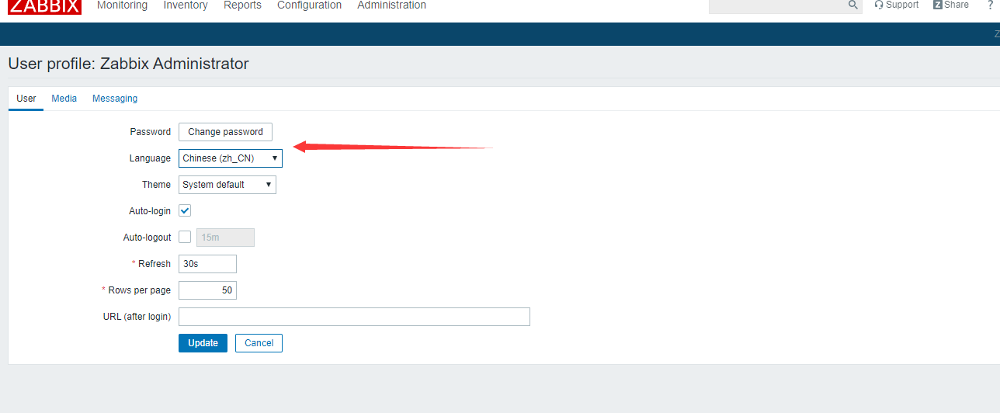 ZABBIX Monitoring Inventory Reports Configuration Administration Support Z Share ?
Z
User profile: Zabbix Administrator
User Media Messaging
Password Change password
Language Chinese (zh_CN)
Theme System default
Auto-login
Auto-logout 15m
* Refresh 30s
* Rows per page 50
URL (after login)
Update Cancel